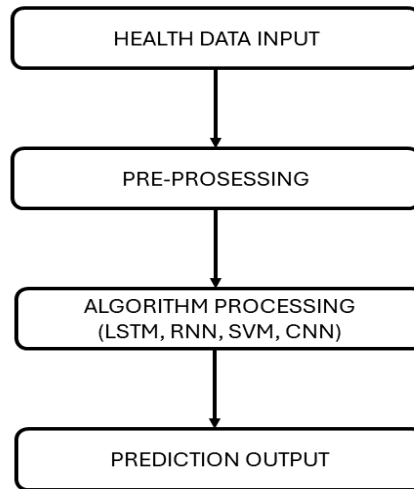 HEALTH DATA INPUT
PRE-PROSESSING
ALGORITHM PROCESSING
(LSTM, RNN, SVM, CNN)
PREDICTION OUTPUT